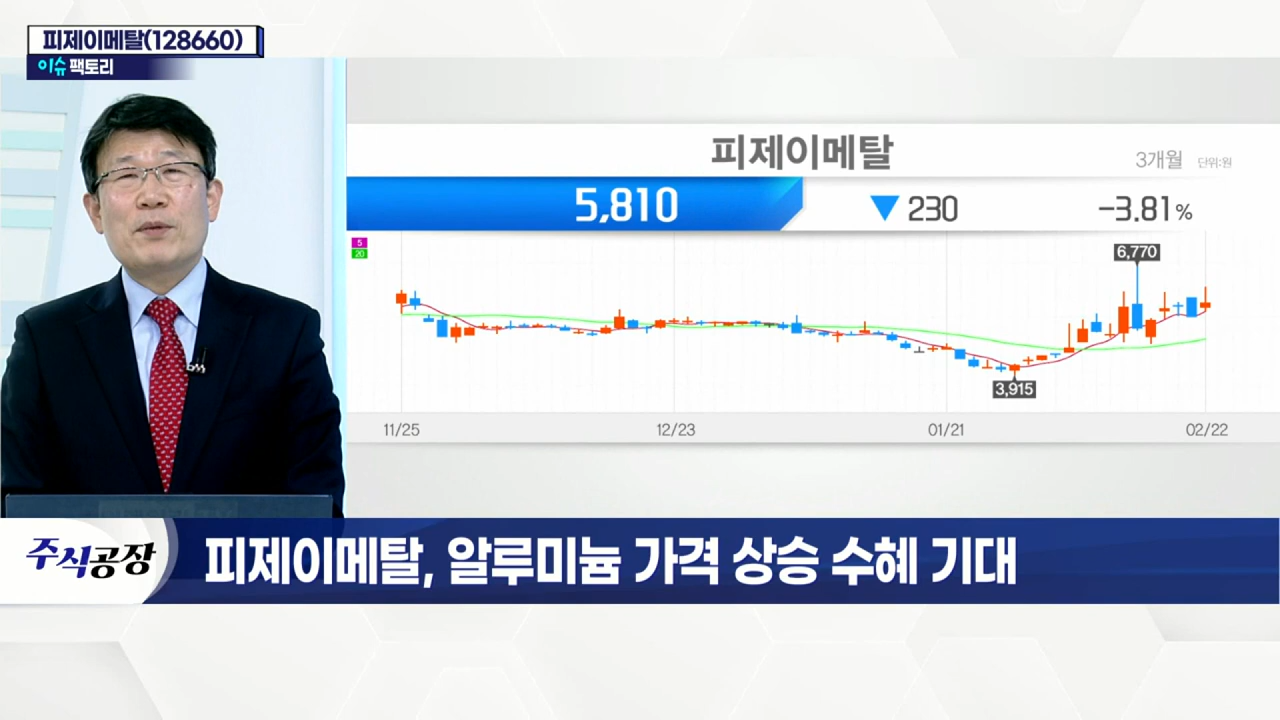 피제이메탈(128660)
이슈 팩토리
피제이메탈
3개월 단위:원
5,810 ▼ 230 -3.81%
5
20
6,770
3,915
11/25 12/23 01/21 02/22
주식공장
피제이메탈, 알루미늄 가격 상승 수혜 기대